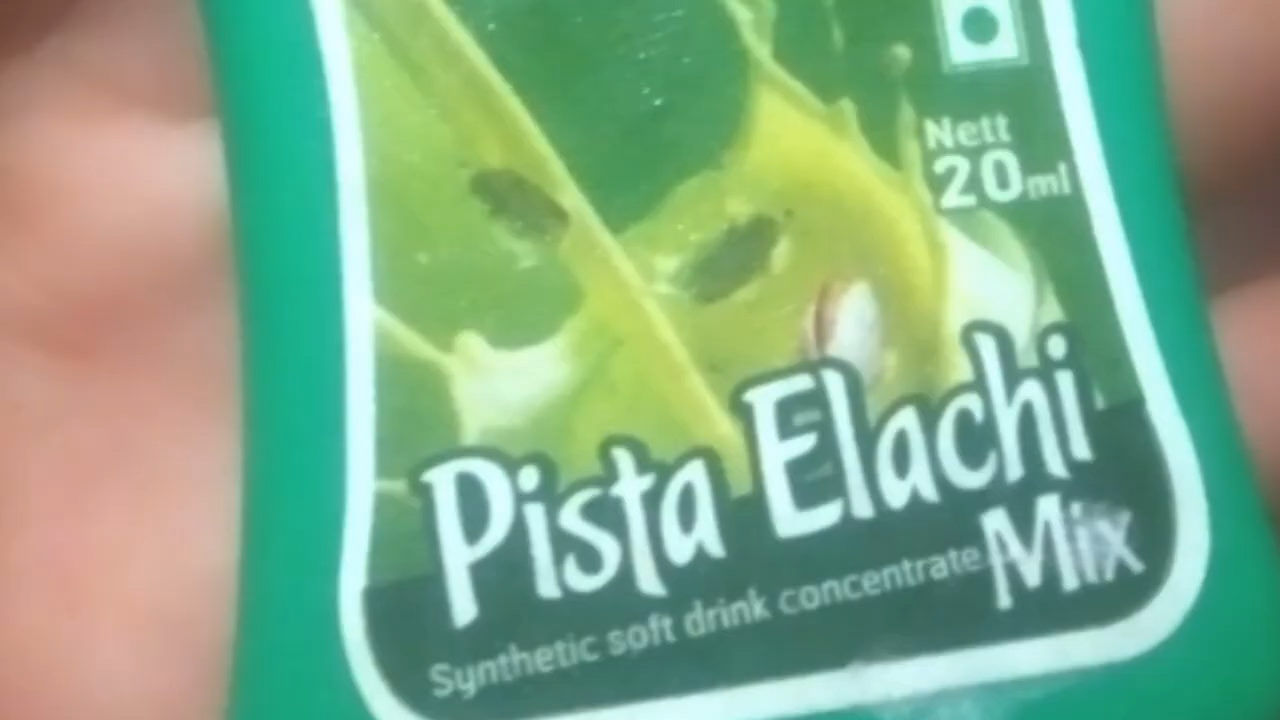 Nett
20ml
Pista Elachi
Mix
Synthetic soft drink concentrate